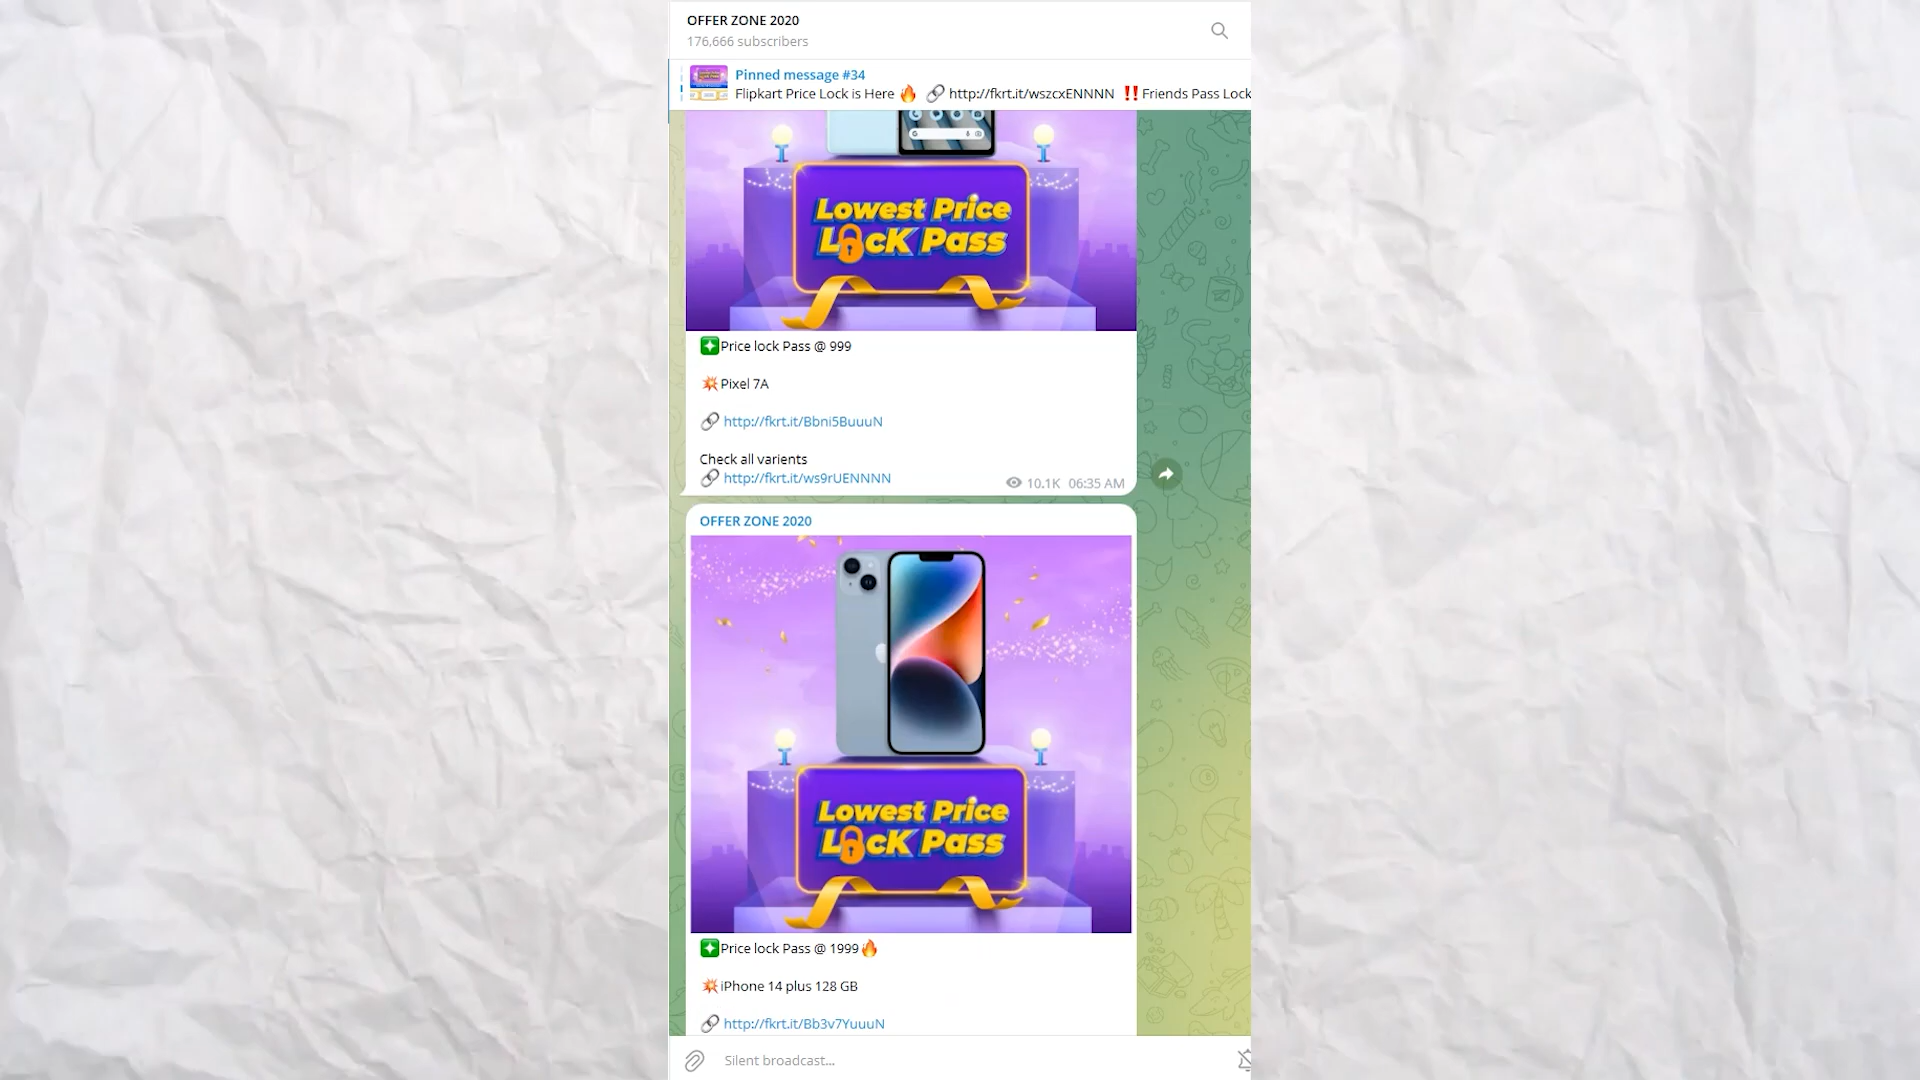 OFFER ZONE 2020
176,666 subscribers
Pinned message #34
Flipkart Price Lock is Here 🔥 🔗 http://fkrt.it/wszcxENNNN ‼️Friends Pass Lock
Lowest Price
Lock Pass
❇️Price lock Pass @ 999
💥Pixel 7A
🔗 http://fkrt.it/Bbni5BuuuN
Check all varients
🔗 http://fkrt.it/ws9rUENNNN
10.1K 06:35 AM
OFFER ZONE 2020
Lowest Price
Lock Pass
❇️Price lock Pass @ 1999🔥
💥iPhone 14 plus 128 GB
🔗 http://fkrt.it/Bb3v7YuuuN
Silent broadcast...